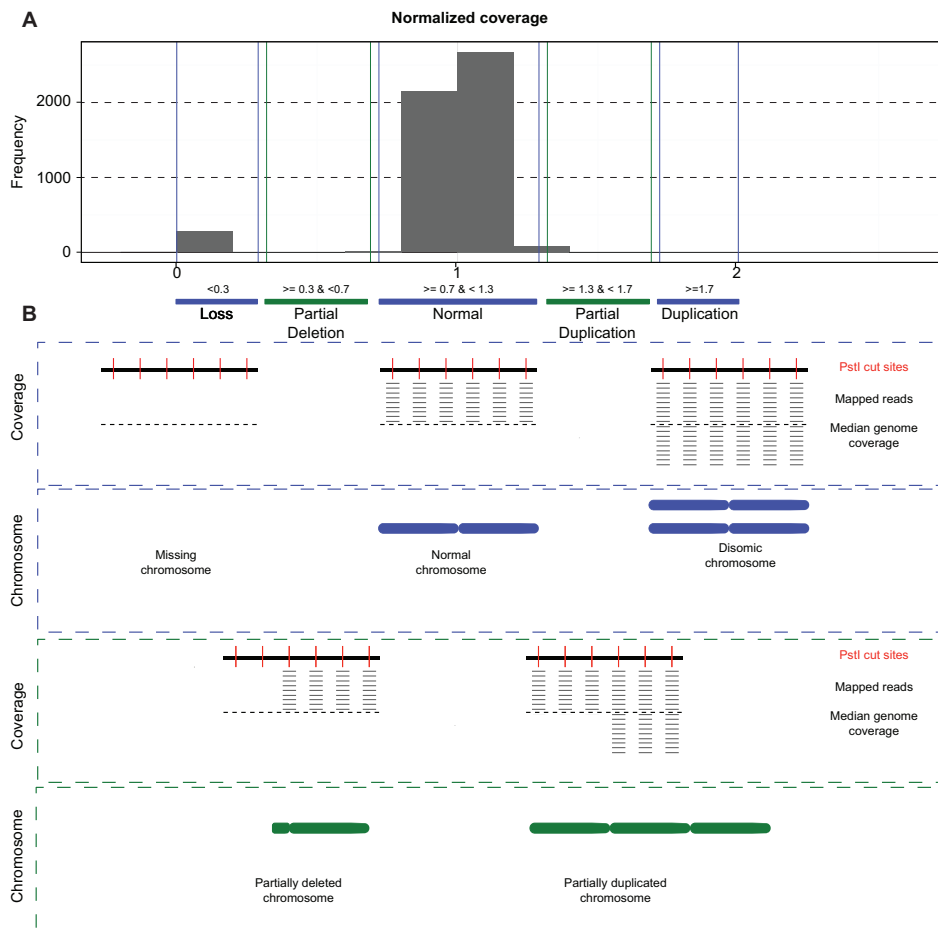 A
Normalized coverage
Frequency
2000
1000
0
0 1 2
<0.3 >= 0.3 & <0.7 >= 0.7 & < 1.3 >= 1.3 & < 1.7 >=1.7
Loss Partial Deletion Normal Partial Duplication Duplication
B
Coverage
PstI cut sites
Mapped reads
Median genome
coverage
Chromosome
Missing
chromosome
Normal
chromosome
Disomic
chromosome
Coverage
PstI cut sites
Mapped reads
Median genome
coverage
Chromosome
Partially deleted
chromosome
Partially duplicated
chromosome